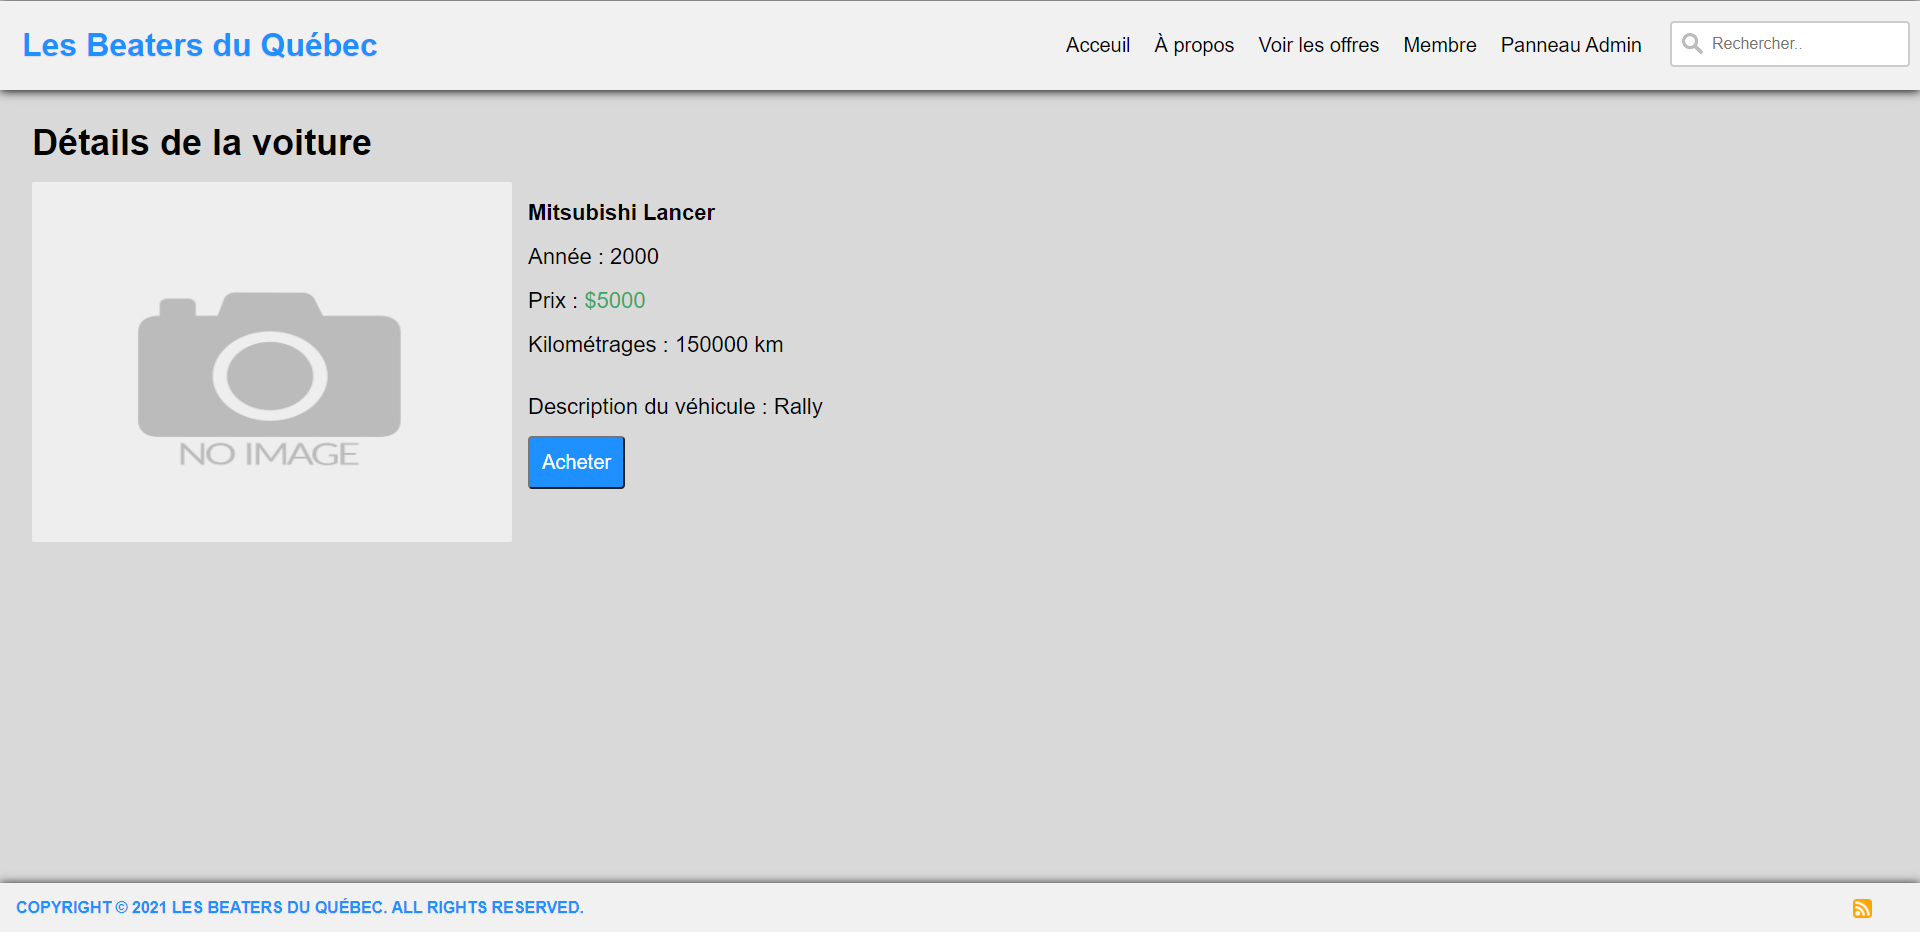 Les Beaters du Québec
Acceuil
À propos
Voir les offres
Membre
Panneau Admin
Rechercher..
Détails de la voiture
NO IMAGE
Mitsubishi Lancer
Année : 2000
Prix : $5000
Kilométrages : 150000 km
Description du véhicule : Rally
Acheter
COPYRIGHT © 2021 LES BEATERS DU QUÉBEC. ALL RIGHTS RESERVED.